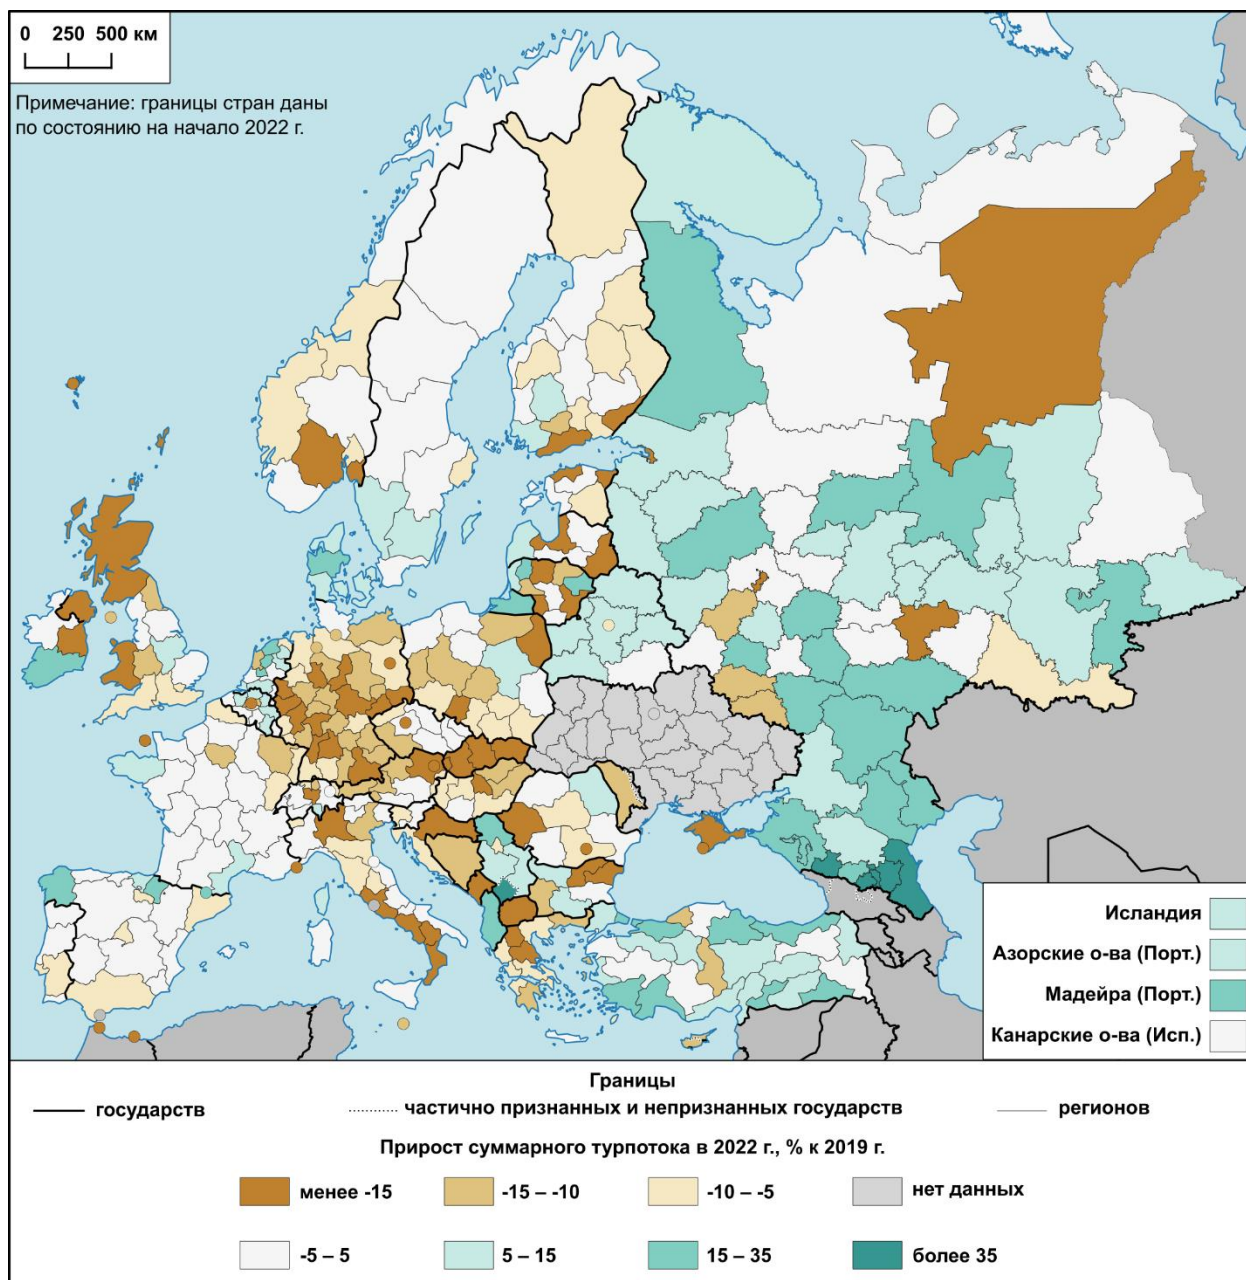 0 250 500 км
Примечание: границы стран даны
по состоянию на начало 2022 г.
Исландия
Азорские о-ва (Порт.)
Мадейра (Порт.)
Канарские о-ва (Исп.)
Границы
государств
частично признанных и непризнанных государств
регионов
Прирост суммарного турпотока в 2022 г., % к 2019 г.
менее -15
-15 – -10
-10 – -5
нет данных
-5 – 5
5 – 15
15 – 35
более 35